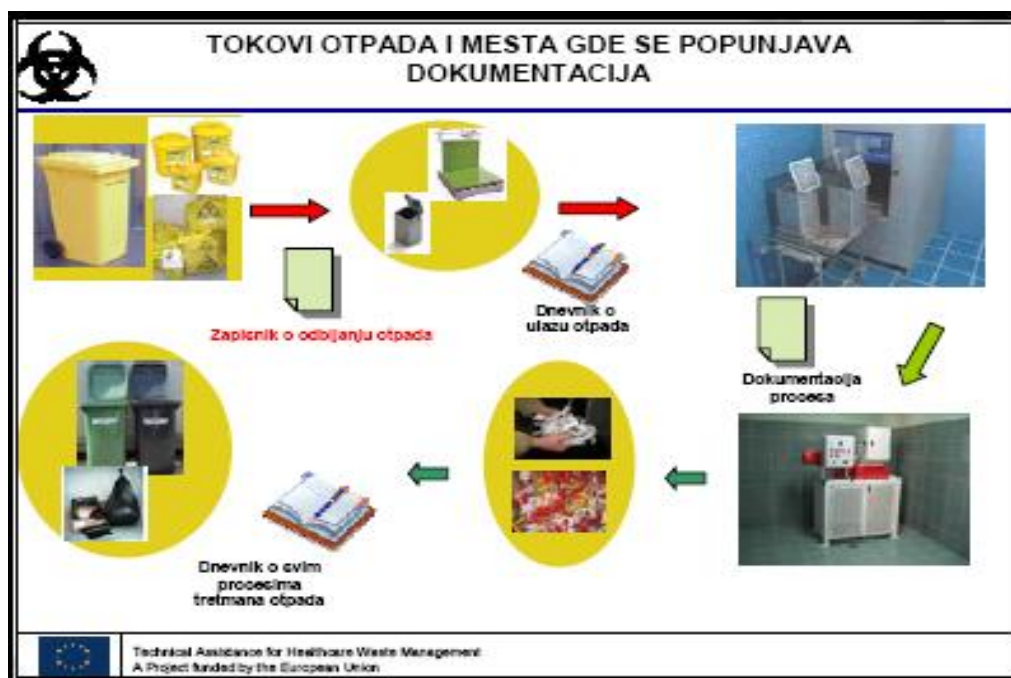 TOKOVI OTPADA I MESTA GDE SE POPUNJAVA
DOKUMENTACIJA
Zapisnik o odbijanju otpada
Dnevnik o
ulazu otpada
Dokumentacija
procesa
Dnevnik o svim
procesima
tretmana otpada
Technical Assistance for Healthcare Waste Management
A Project funded by the European Union